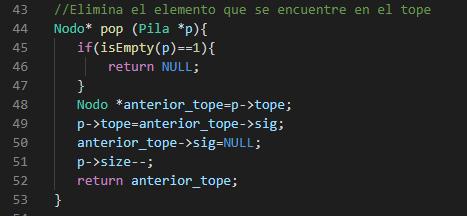 43 //Elimina el elemento que se encuentre en el tope
44 Nodo* pop (Pila *p){
45 if(isEmpty(p)==1){
46 return NULL;
47 }
48 Nodo *anterior_tope=p->tope;
49 p->tope=anterior_tope->sig;
50 anterior_tope->sig=NULL;
51 p->size--;
52 return anterior_tope;
53 }